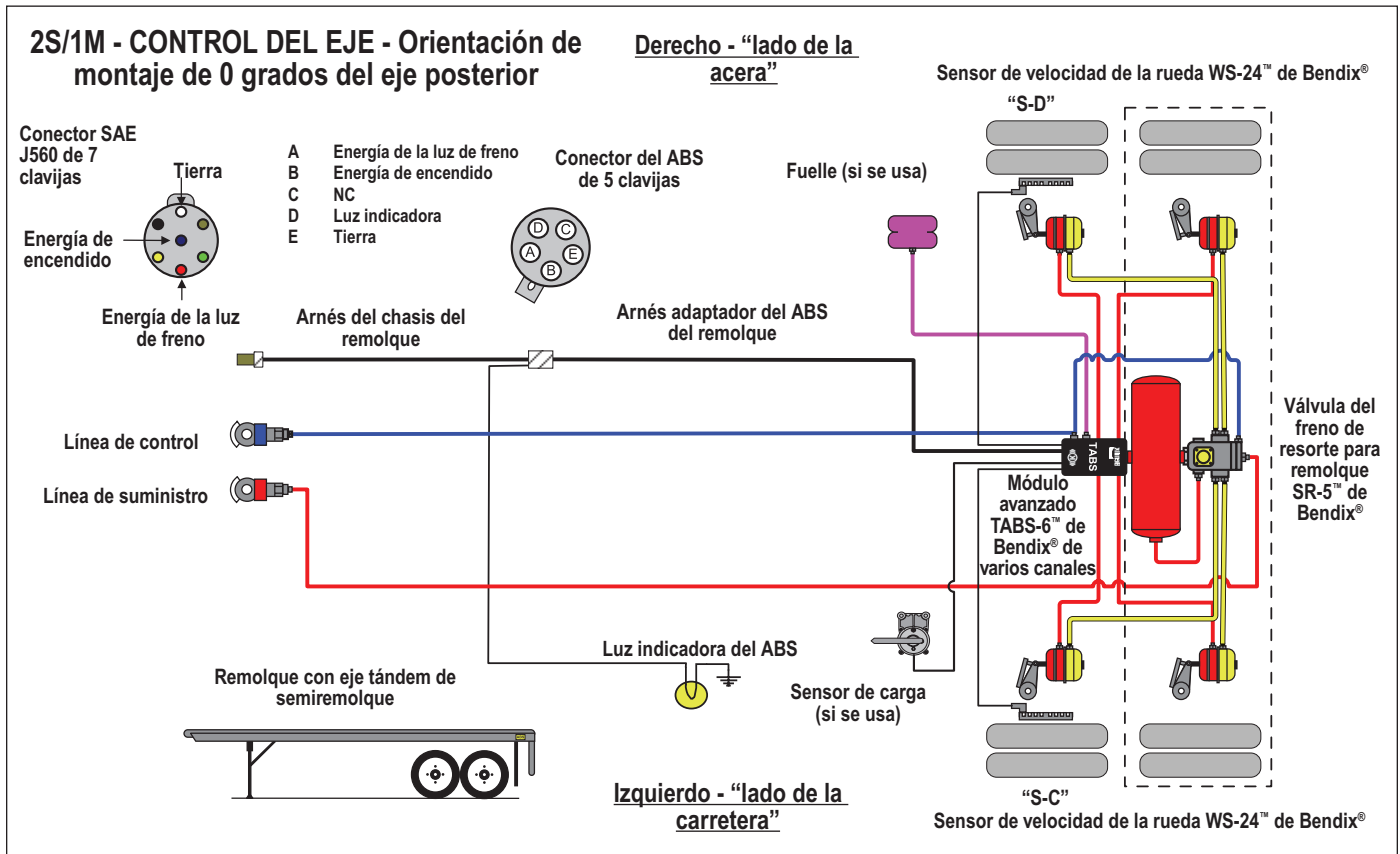 2S/1M - CONTROL DEL EJE - Orientación de
montaje de 0 grados del eje posterior
Derecho - “lado de la
acera”
Sensor de velocidad de la rueda WS-24™ de Bendix®
“S-D”
Conector SAE
J560 de 7
clavijas
Tierra
Energía de
encendido
Energía de la luz
de freno
A Energía de la luz de freno
B Energía de encendido
C NC
D Luz indicadora
E Tierra
Conector del ABS
de 5 clavijas
D
C
A
E
B
Fuelle (si se usa)
Arnés del chasis del
remolque
Arnés adaptador del ABS
del remolque
Línea de control
Línea de suministro
TABS
Módulo
avanzado
TABS-6™ de
Bendix® de
varios canales
Válvula del
freno de
resorte para
remolque
SR-5™ de
Bendix®
Luz indicadora del ABS
Sensor de carga
(si se usa)
Remolque con eje tándem de
semiremolque
Izquierdo - “lado de la
carretera”
“S-C”
Sensor de velocidad de la rueda WS-24™ de Bendix®